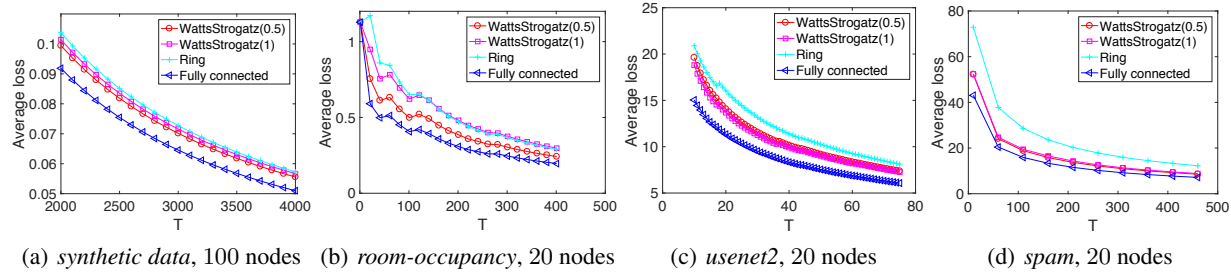 Average loss
0.1
0.09
0.08
0.07
0.06
0.05
2000
2500
3000
3500
4000
T
WattsStrogatz(0.5)
WattsStrogatz(1)
Ring
Fully connected
(a) synthetic data, 100 nodes
Average loss
1
0.5
0
0
100
200
300
400
500
T
WattsStrogatz(0.5)
WattsStrogatz(1)
Ring
Fully connected
(b) room-occupancy, 20 nodes
Average loss
25
20
15
10
5
0
20
40
60
80
T
WattsStrogatz(0.5)
WattsStrogatz(1)
Ring
Fully connected
(c) usenet2, 20 nodes
Average loss
80
60
40
20
0
0
100
200
300
400
500
T
WattsStrogatz(0.5)
WattsStrogatz(1)
Ring
Fully connected
(d) spam, 20 nodes